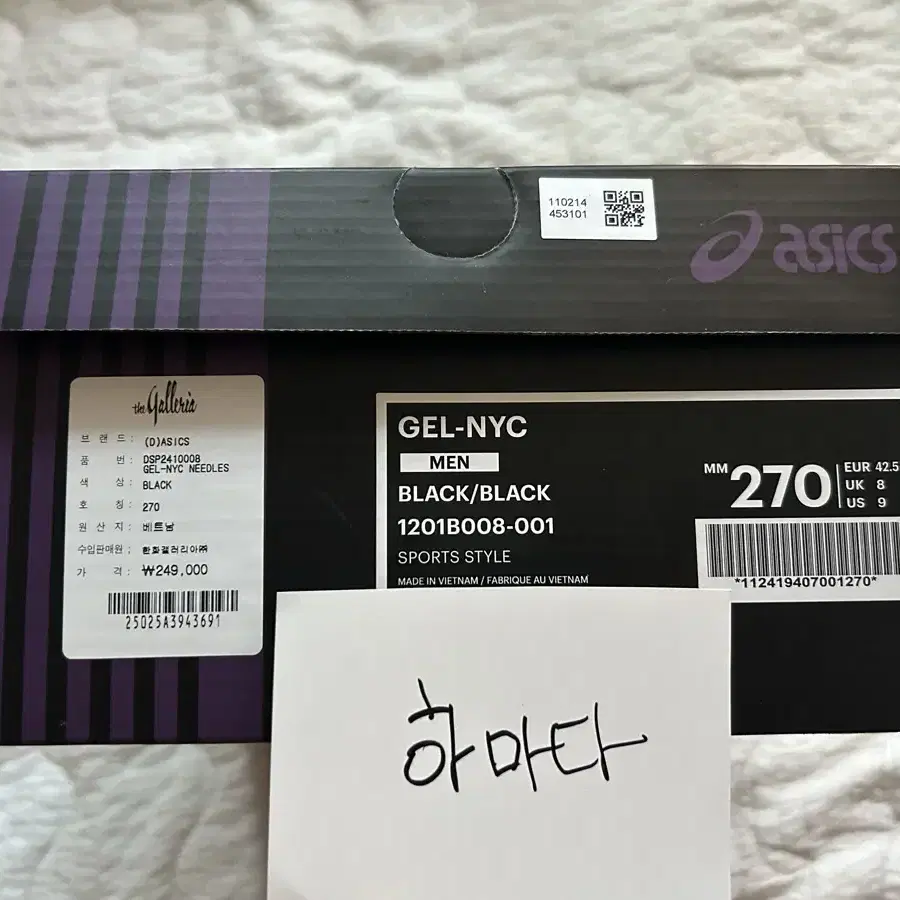 110214
453101
asics
the Galleria
브 랜 드 : (D)ASICS
품 번 : DSP2410008
GEL-NYC NEEDLES
색 상 : BLACK
호 칭 : 270
원 산 지 : 베트남
수입판매원 ; 한화갤러리아㈜
가 격 : ₩249,000
25025A3943691
GEL-NYC
MEN
BLACK/BLACK
1201B008-001
SPORTS STYLE
MADE IN VIETNAM / FABRIQUE AU VIETNAM
MM 270
EUR 42.5
UK 8
US 9
*112419407001270*
하마다